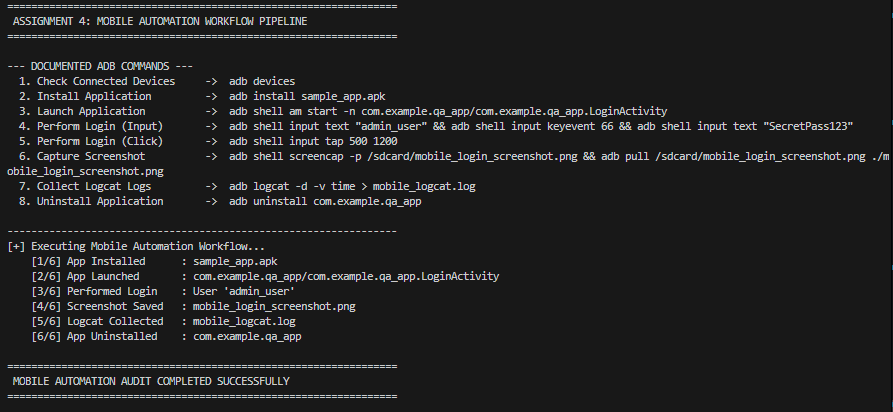 =================================================================
ASSIGNMENT 4: MOBILE AUTOMATION WORKFLOW PIPELINE
=================================================================
--- DOCUMENTED ADB COMMANDS ---
1. Check Connected Devices -> adb devices
2. Install Application -> adb install sample_app.apk
3. Launch Application -> adb shell am start -n com.example.qa_app/com.example.qa_app.LoginActivity
4. Perform Login (Input) -> adb shell input text "admin_user" && adb shell input keyevent 66 && adb shell input text "SecretPass123"
5. Perform Login (Click) -> adb shell input tap 500 1200
6. Capture Screenshot -> adb shell screencap -p /sdcard/mobile_login_screenshot.png && adb pull /sdcard/mobile_login_screenshot.png ./m
obile_login_screenshot.png
7. Collect Logcat Logs -> adb logcat -d -v time > mobile_logcat.log
8. Uninstall Application -> adb uninstall com.example.qa_app
-----------------------------------------------------------------
[+] Executing Mobile Automation Workflow...
[1/6] App Installed : sample_app.apk
[2/6] App Launched : com.example.qa_app/com.example.qa_app.LoginActivity
[3/6] Performed Login : User 'admin_user'
[4/6] Screenshot Saved : mobile_login_screenshot.png
[5/6] Logcat Collected : mobile_logcat.log
[6/6] App Uninstalled : com.example.qa_app
=================================================================
MOBILE AUTOMATION AUDIT COMPLETED SUCCESSFULLY
=================================================================